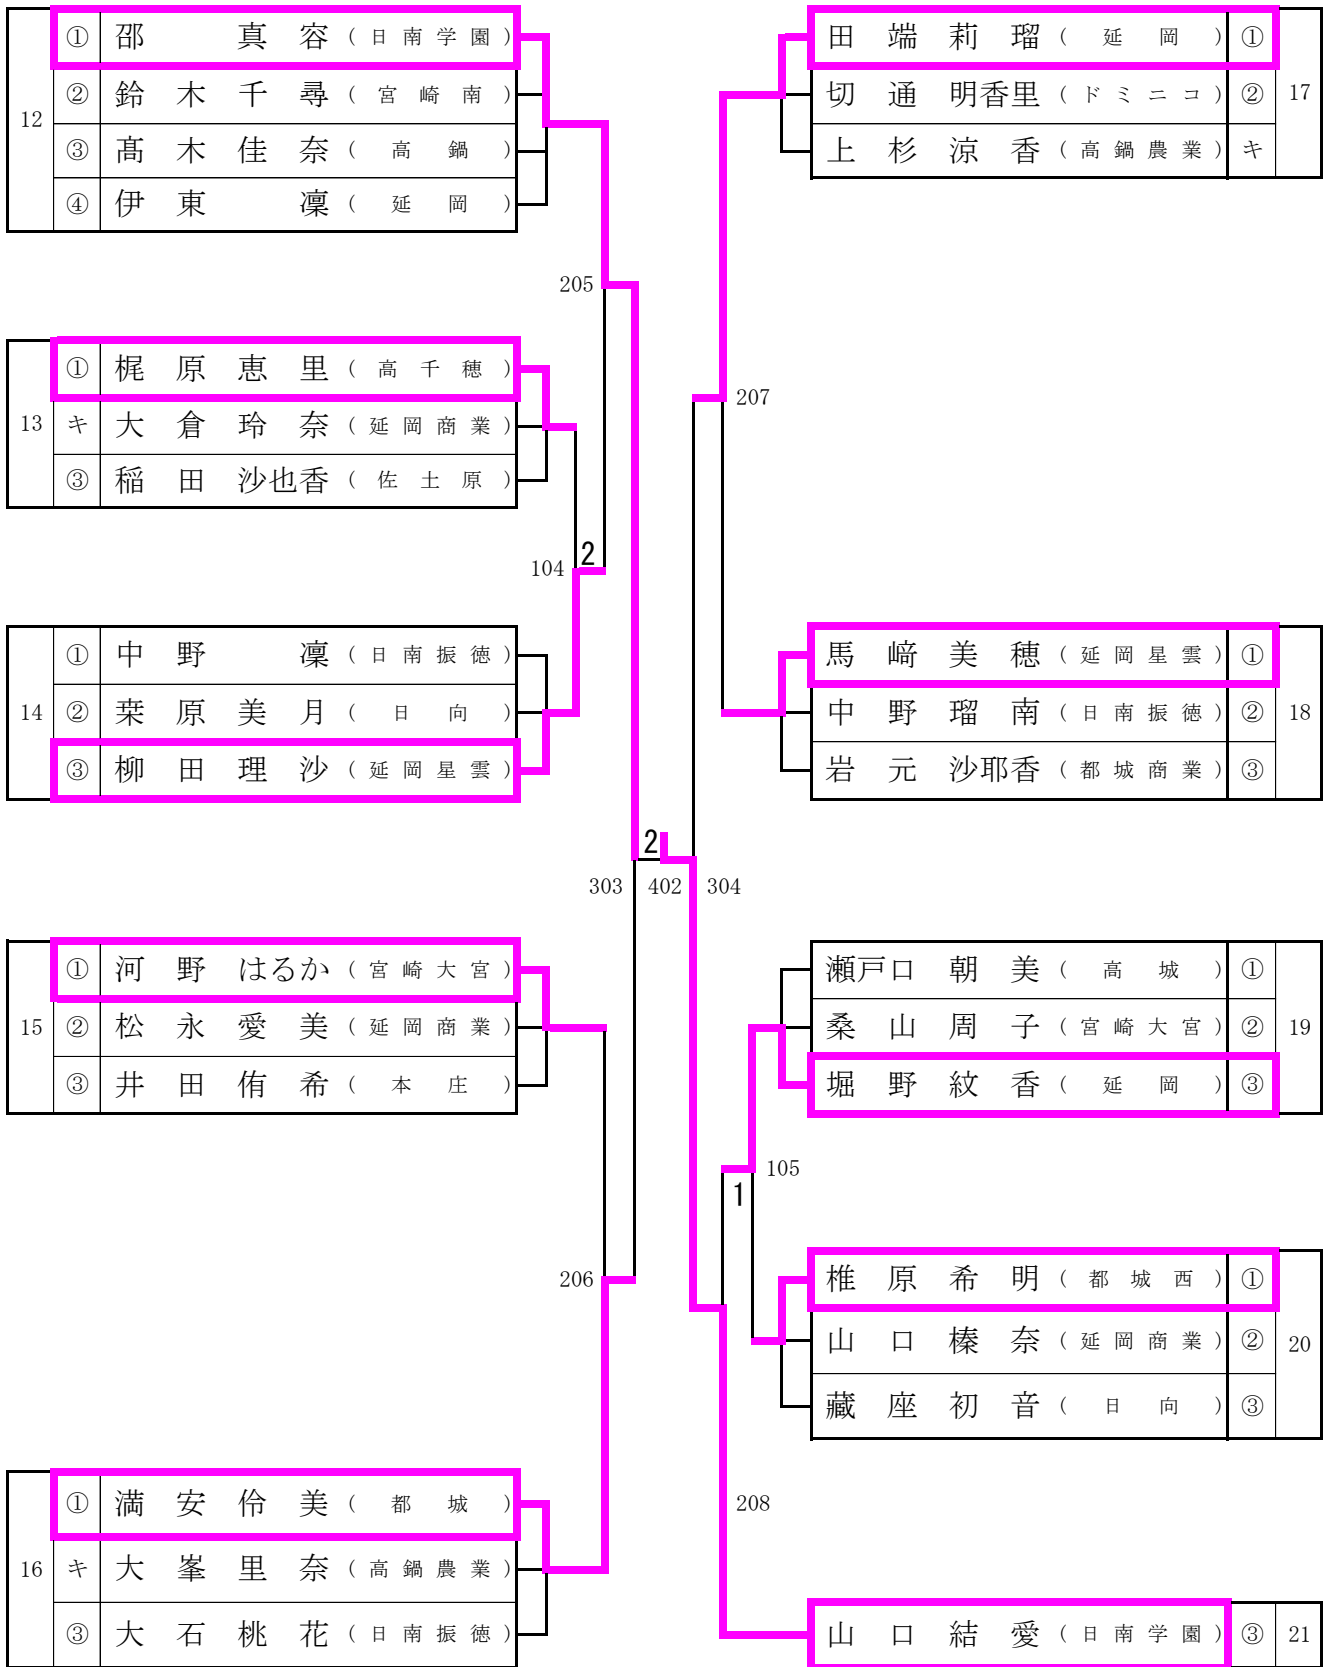 12
① 邵 真 容 （ 日 南 学 園 ）
② 鈴 木 千 尋 （ 宮 崎 南 ）
③ 髙 木 佳 奈 （ 高 鍋 ）
④ 伊 東 凜 （ 延 岡 ）
205
13
① 梶 原 恵 里 （ 高 千 穂 ）
キ 大 倉 玲 奈 （ 延 岡 商 業 ）
③ 稲 田 沙也香 （ 佐 土 原 ）
104
2
14
① 中 野 凜 （ 日 南 振 徳 ）
② 栞 原 美 月 （ 日 向 ）
③ 柳 田 理 沙 （ 延 岡 星 雲 ）
2
303 402 304
15
① 河 野 はるか （ 宮 崎 大 宮 ）
② 松 永 愛 美 （ 延 岡 商 業 ）
③ 井 田 侑 希 （ 本 庄 ）
206
16
① 満 安 伶 美 （ 都 城 ）
キ 大 峯 里 奈 （ 高 鍋 農 業 ）
③ 大 石 桃 花 （ 日 南 振 徳 ）
田 端 莉 瑠 （ 延 岡 ） ①
切 通 明香里 （ ド ミ ニ コ ） ②
上 杉 涼 香 （ 高 鍋 農 業 ） キ
17
207
馬 﨑 美 穂 （ 延 岡 星 雲 ） ①
中 野 瑠 南 （ 日 南 振 徳 ） ②
岩 元 沙耶香 （ 都 城 商 業 ） ③
18
瀬戸口 朝 美 （ 高 城 ） ①
桑 山 周 子 （ 宮 崎 大 宮 ） ②
堀 野 紋 香 （ 延 岡 ） ③
19
105
1
椎 原 希 明 （ 都 城 西 ） ①
山 口 榛 奈 （ 延 岡 商 業 ） ②
藏 座 初 音 （ 日 向 ） ③
20
208
山 口 結 愛 （ 日 南 学 園 ） ③
21